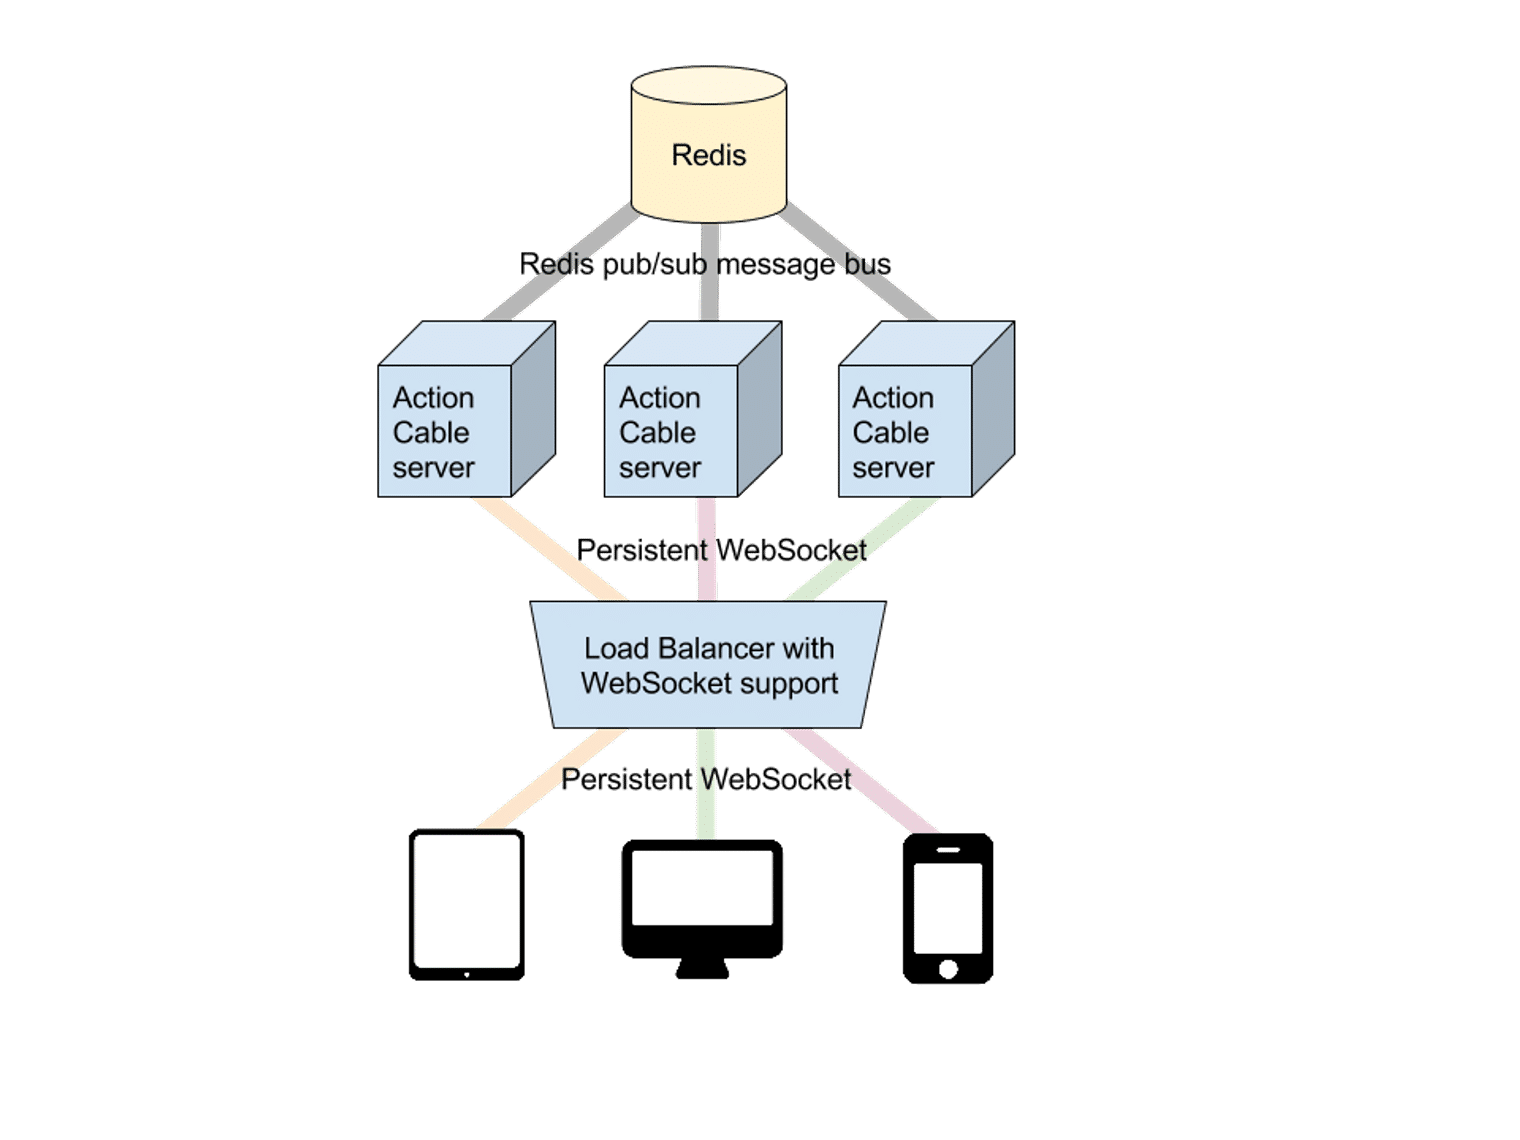 Redis
Redis pub/sub message bus
Action
Cable
server
Action
Cable
server
Action
Cable
server
Persistent WebSocket
Load Balancer with
WebSocket support
Persistent WebSocket